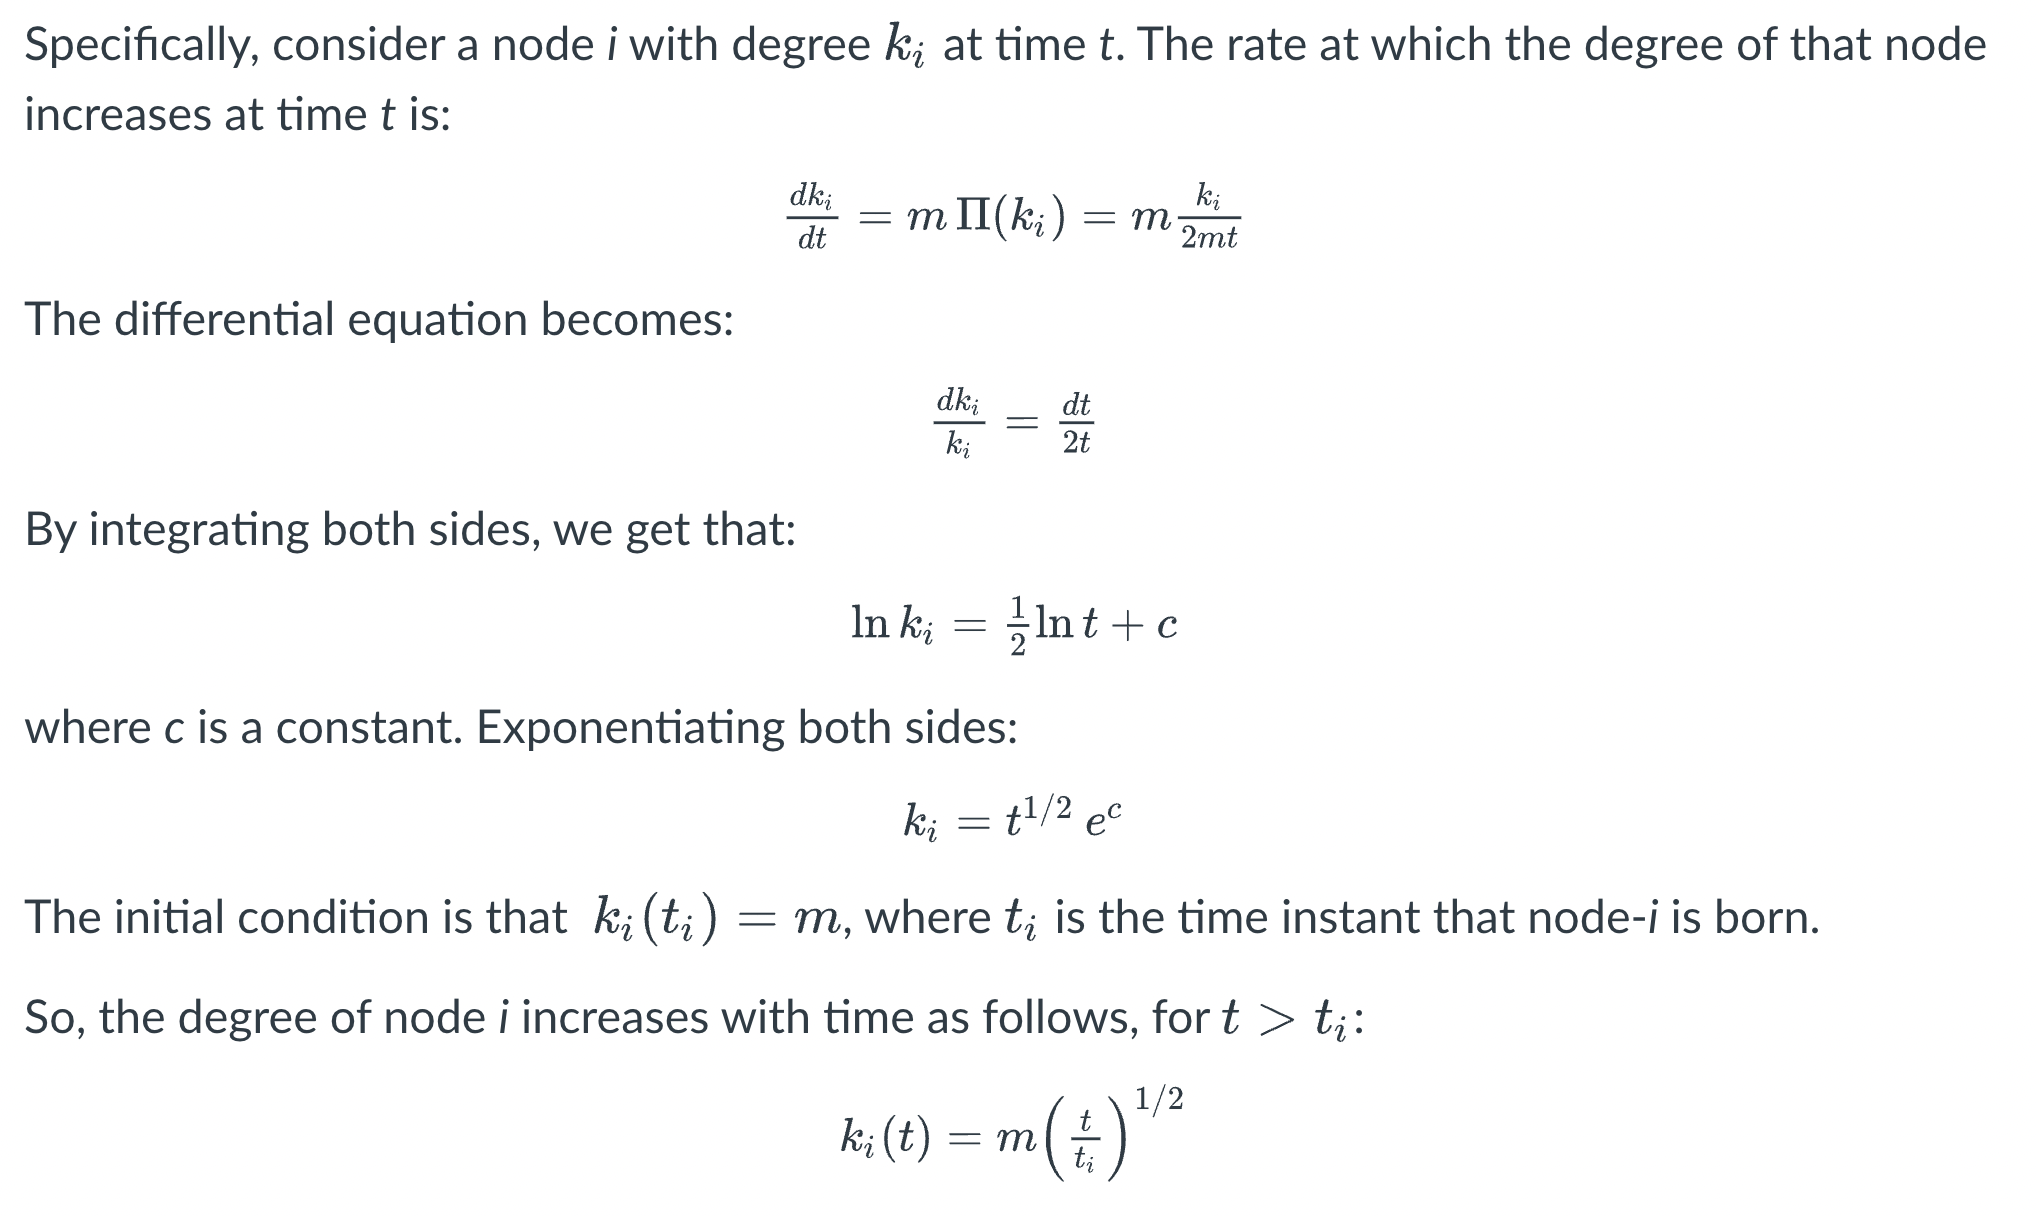 Specifically, consider a node i with degree $k_i$ at time t. The rate at which the degree of that node
increases at time t is:
$\frac{dk_i}{dt} = m\,\Pi(k_i) = m\frac{k_i}{2mt}$
The differential equation becomes:
$\frac{dk_i}{k_i} = \frac{dt}{2t}$
By integrating both sides, we get that:
$\ln k_i = \frac{1}{2}\ln t + c$
where c is a constant. Exponentiating both sides:
$k_i = t^{1/2}\,e^c$
The initial condition is that $k_i(t_i) = m$, where $t_i$ is the time instant that node-i is born.
So, the degree of node i increases with time as follows, for $t > t_i$:
$k_i(t) = m\left(\frac{t}{t_i}\right)^{1/2}$